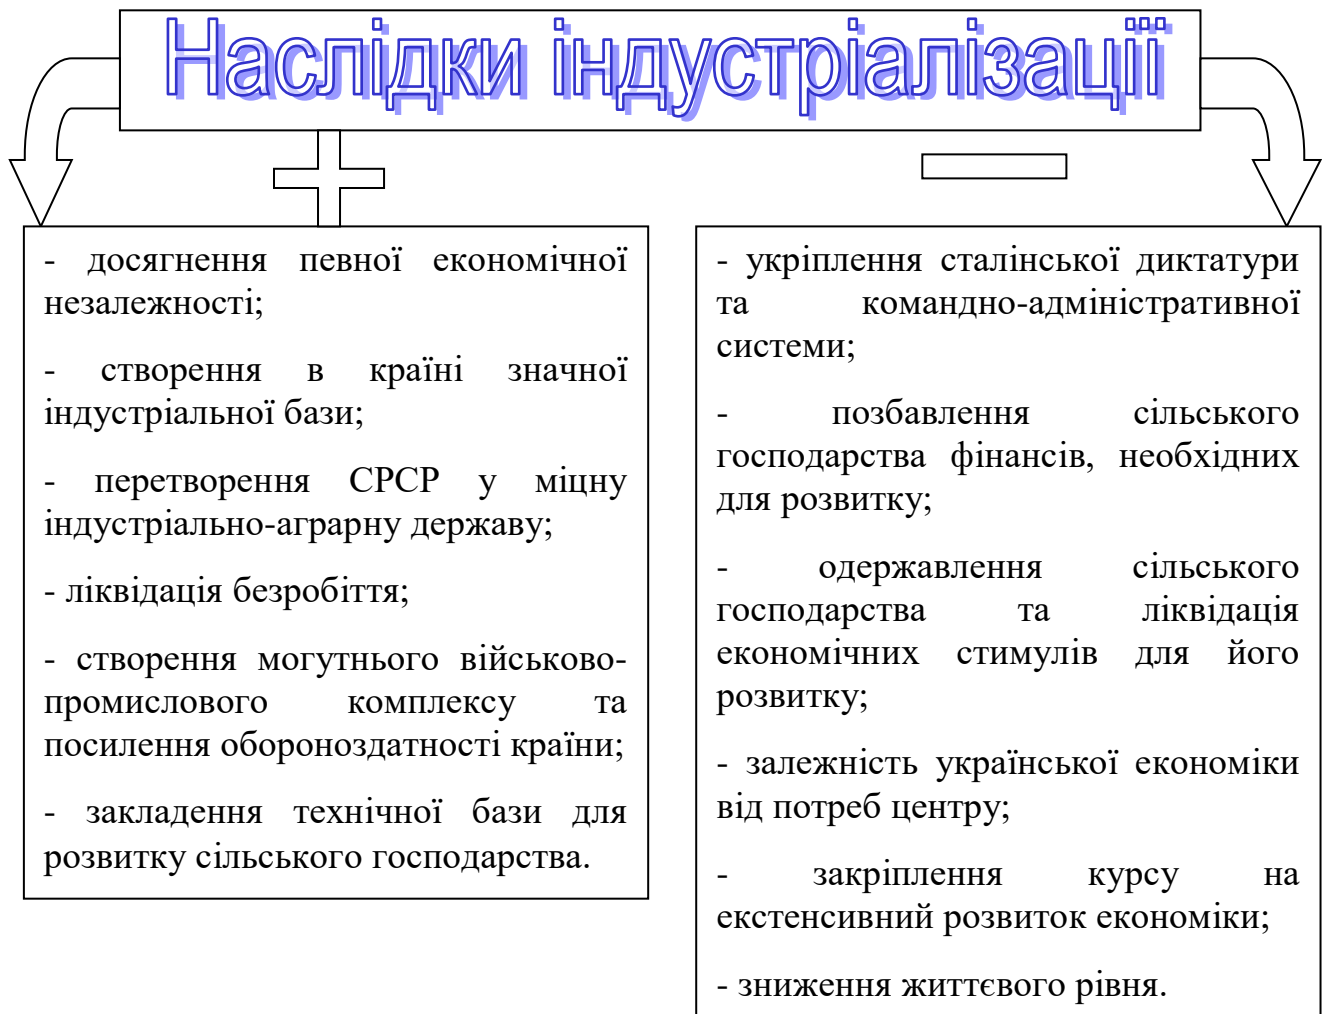 Наслідки індустріалізації
- досягнення певної економічної
незалежності;
- створення в країні значної
індустріальної бази;
- перетворення СРСР у міцну
індустріально-аграрну державу;
- ліквідація безробіття;
- створення могутнього військово-
промислового комплексу та
посилення обороноздатності країни;
- закладення технічної бази для
розвитку сільського господарства.
- укріплення сталінської диктатури
та командно-адміністративної
системи;
- позбавлення сільського
господарства фінансів, необхідних
для розвитку;
- одержавлення сільського
господарства та ліквідація
економічних стимулів для його
розвитку;
- залежність української економіки
від потреб центру;
- закріплення курсу на
екстенсивний розвиток економіки;
- зниження життєвого рівня.